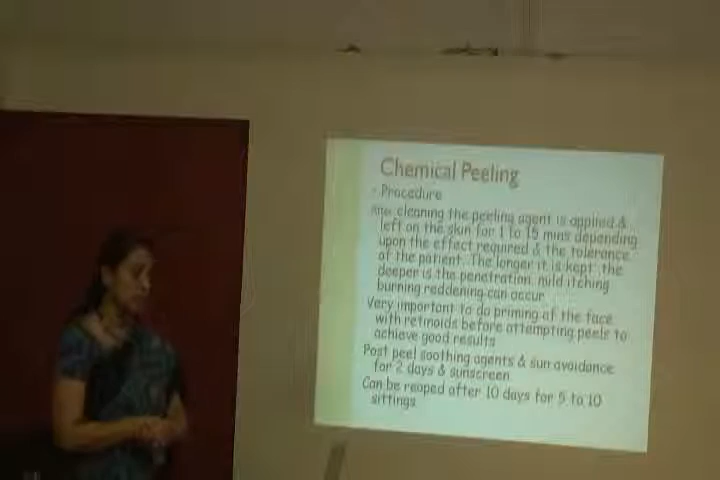 Chemical Peeling
• Procedure
After cleaning the peeling agent is applied &
left on the skin for 1 to 15 mins depending
upon the effect required & the tolerance
of the patient. The longer it is kept the
deeper is the penetration. mild itching
burning reddening can occur
Very important to do priming of the face
with retinoids before attempting peels to
achieve good results
Post peel soothing agents & sun avoidance
for 2 days & sunscreen
Can be reaped after 10 days for 5 to 10
sittings